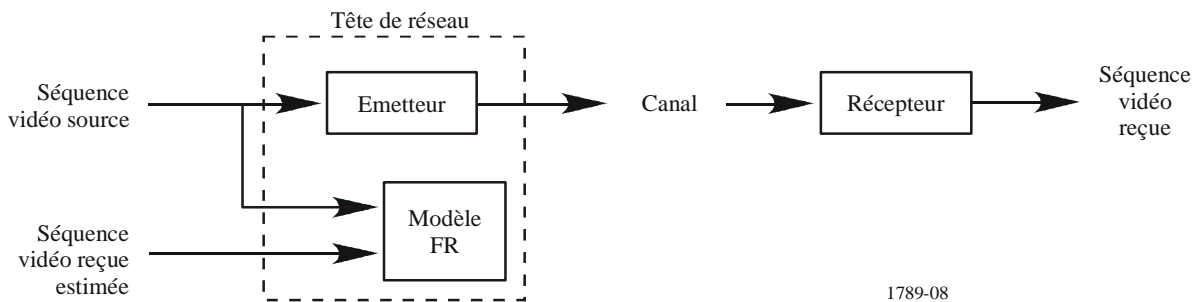 Tête de réseau
Séquence
vidéo source
Emetteur
Canal
Récepteur
Séquence
vidéo
reçue
Modèle
FR
Séquence
vidéo reçue
estimée
1789-08